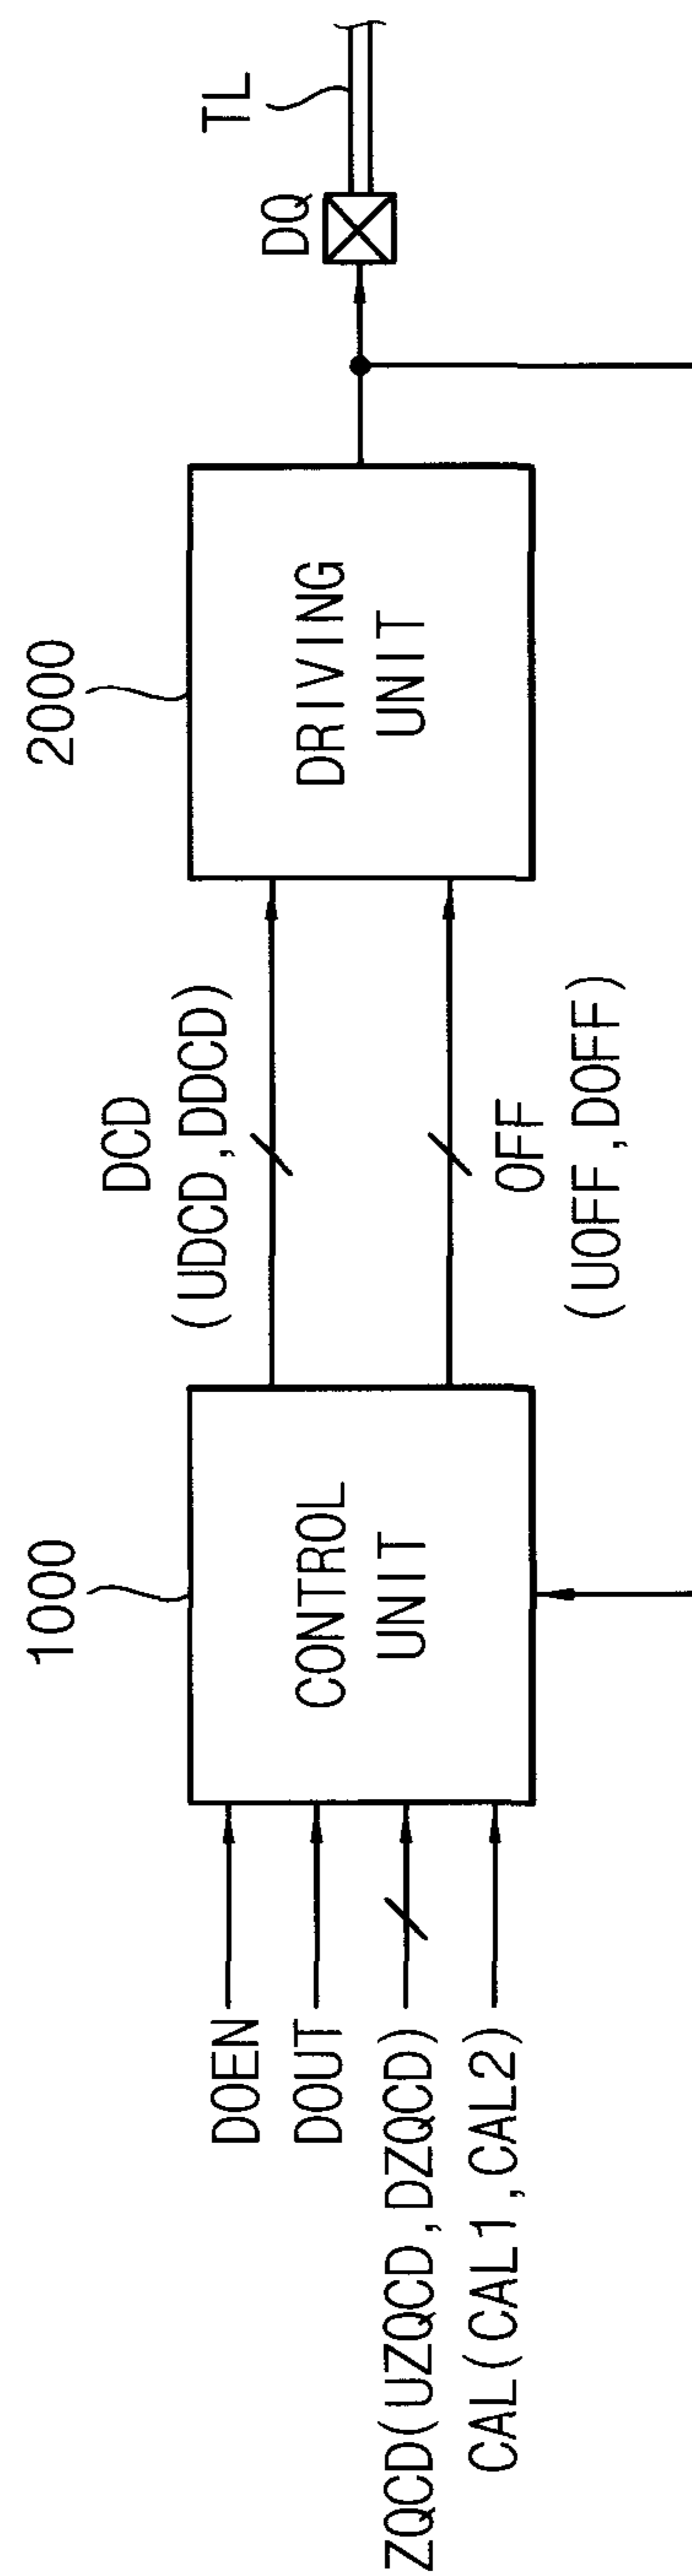 1000
CONTROL
UNIT
2000
DRIVING
UNIT
DOEN
DOUT
ZQCD(UZQCD,DZQCD)
CAL(CAL1,CAL2)
DCD
(UDCD,DDCD)
OFF
(UOFF,DOFF)
DQ
TL